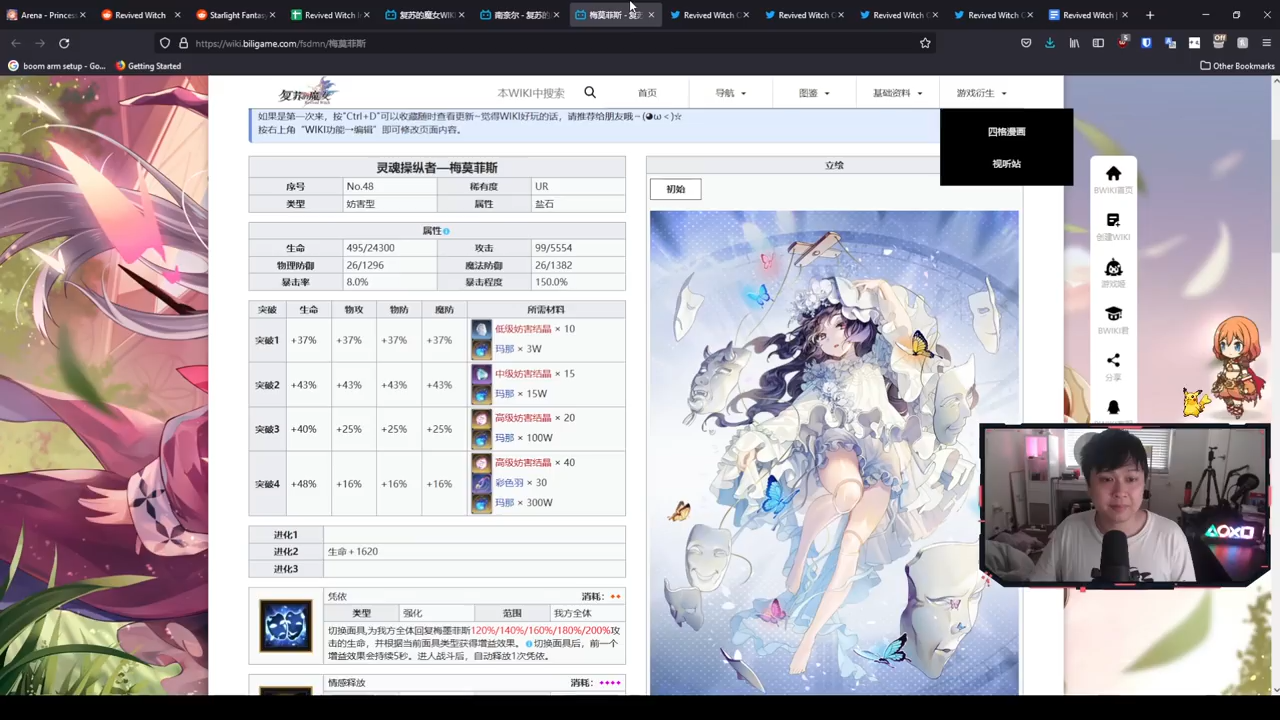 Arena - Princess
Revived Witch
Starlight Fantasy
Revived Witch
复苏的魔女WIKI
南奈尔 - 复苏的
梅莫菲斯 - 复苏
Revived Witch
Revived Witch
Revived Witch
Revived Witch
Revived Witch |
https://wiki.biligame.com/fsdmn/梅莫菲斯
Off
boom arm setup - Go...
Getting Started
Other Bookmarks
复苏的魔女
Revived Witch
本WIKI中搜索
首页
导航
图鉴
基础资料
游戏衍生
如果是第一次来，按"Ctrl+D"可以收藏随时查看更新~觉得WIKI好玩的话，请推荐给朋友哦~(◕ω<)☆
按右上角 "WIKI功能→编辑" 即可修改页面内容。
四格漫画
视听站
灵魂操纵者—梅莫菲斯
序号 No.48 稀有度 UR
类型 妨害型 属性 盐石
属性
生命 495/24300 攻击 99/5554
物理防御 26/1296 魔法防御 26/1382
暴击率 8.0% 暴击程度 150.0%
突破 生命 物攻 物防 魔防 所需材料
突破1 +37% +37% +37% +37% 低级妨害结晶 × 10
玛那 × 3W
突破2 +43% +43% +43% +43% 中级妨害结晶 × 15
玛那 × 15W
突破3 +40% +25% +25% +25% 高级妨害结晶 × 20
玛那 × 100W
突破4 +48% +16% +16% +16% 高级妨害结晶 × 40
彩色羽 × 30
玛那 × 300W
进化1
进化2 生命＋1620
进化3
凭依 消耗：
类型 强化 范围 我方全体
切换面具,为我方全体回复梅墨菲斯120%/140%/160%/180%/200%攻
击的生命，并根据当前面具类型获得增益效果。切换面具后，前一个
增益效果会持续5秒。进入战斗后，自动释放1次凭依。
情感释放 消耗：
立绘
初始
BWIKI首页
创建WIKI
游戏姬
BWIKI君
分享